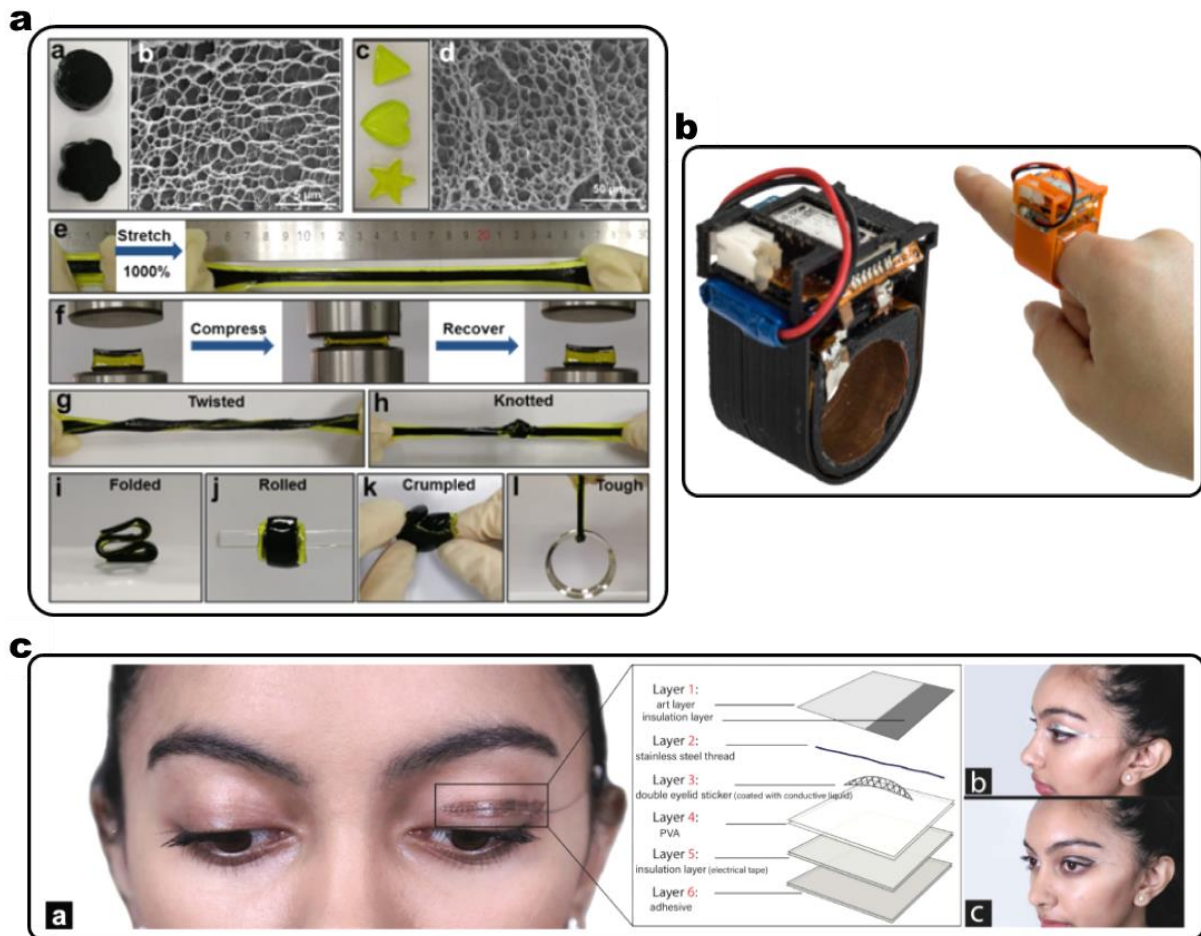 a
a
b
c
d
50 μm
e
Stretch
1000%
20
f
Compress
Recover
g
Twisted
h
Knotted
i
Folded
j
Rolled
k
Crumpled
l
Tough
b
c
Layer 1:
art layer
insulation layer
Layer 2:
stainless steel thread
Layer 3:
double eyelid sticker (coated with conductive liquid)
Layer 4:
PVA
Layer 5:
insulation layer (electrical tape)
Layer 6:
adhesive
a
b
c